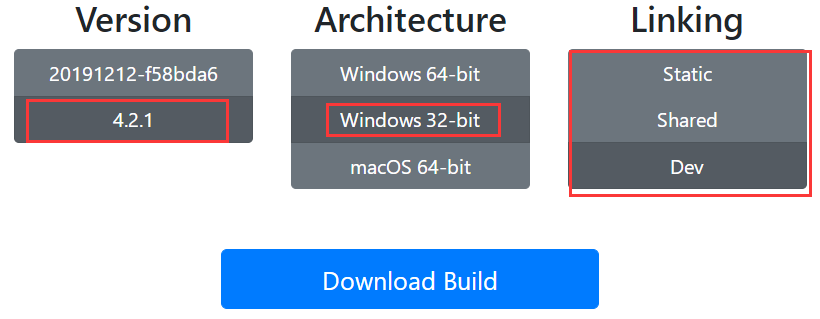 Version
Architecture
Linking
20191212-f58bda6
4.2.1
Windows 64-bit
Windows 32-bit
macOS 64-bit
Static
Shared
Dev
Download Build